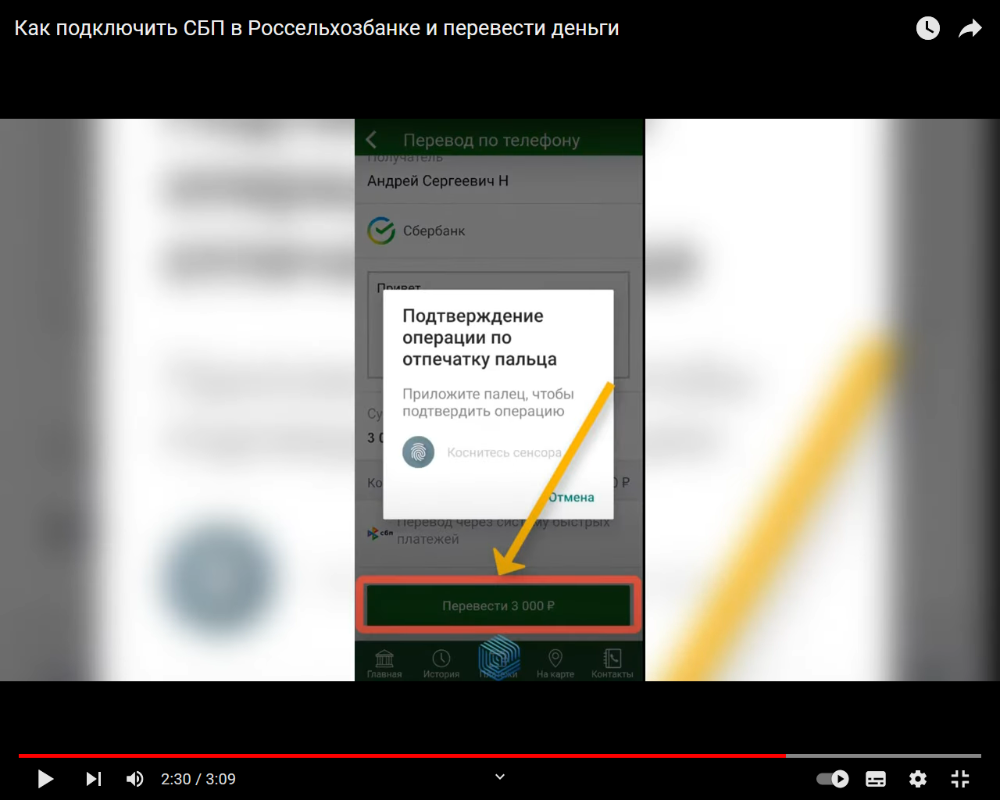 Как подключить СБП в Россельхозбанке и перевести деньги
Перевод по телефону
Получатель
Андрей Сергеевич Н
Сбербанк
Привет
Подтверждение
операции по
отпечатку пальца
Приложите палец, чтобы
подтвердить операцию
Су
3 0
Коснитесь сенсора
Ко
0 ₽
Отмена
сбп
Перевод через систему быстрых
платежей
Перевести 3 000 ₽
Главная
История
Платежи
На карте
Контакты
2:30 / 3:09